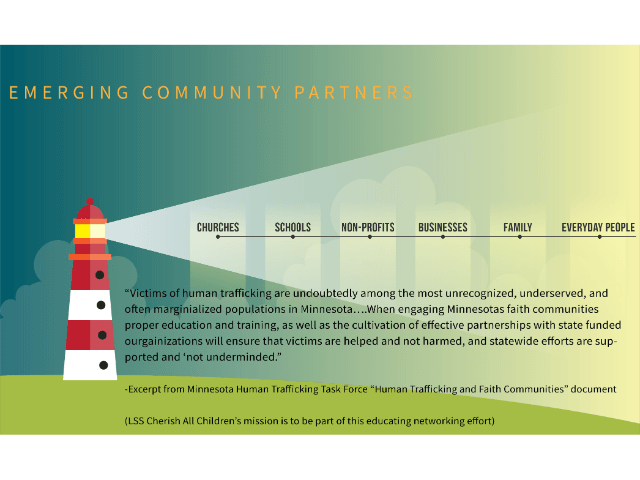 EMERGING COMMUNITY PARTNERS
CHURCHES SCHOOLS NON-PROFITS BUSINESSES FAMILY EVERYDAY PEOPLE
“Victims of human trafficking are undoubtedly among the most unrecognized, underserved, and
often marginialized populations in Minnesota….When engaging Minnesotas faith communities
proper education and training, as well as the cultivation of effective partnerships with state funded
ourgainizations will ensure that victims are helped and not harmed, and statewide efforts are sup-
ported and ‘not underminded.”
-Excerpt from Minnesota Human Trafficking Task Force “Human Trafficking and Faith Communities” document
(LSS Cherish All Children’s mission is to be part of this educating networking effort)